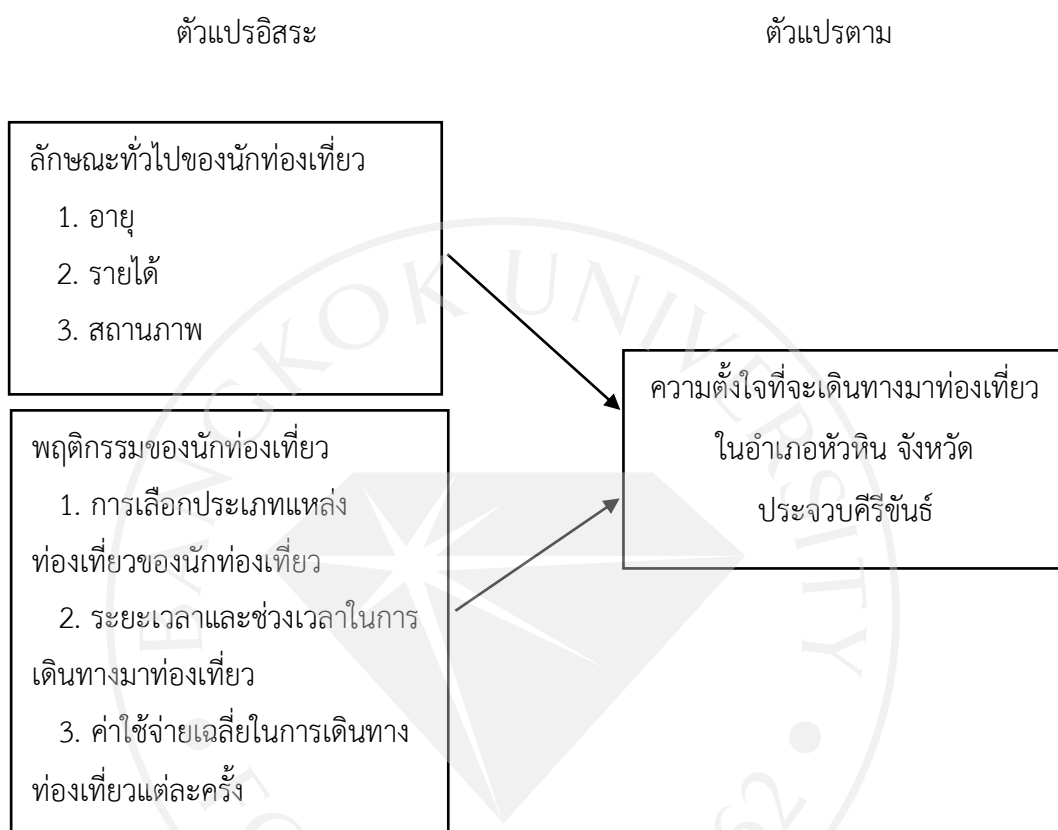 ตัวแปรอิสระ
ตัวแปรตาม
ลักษณะทั่วไปของนักท่องเที่ยว
1. อายุ
2. รายได้
3. สถานภาพ
พฤติกรรมของนักท่องเที่ยว
1. การเลือกประเภทแหล่ง
ท่องเที่ยวของนักท่องเที่ยว
2. ระยะเวลาและช่วงเวลาในการ
เดินทางมาท่องเที่ยว
3. ค่าใช้จ่ายเฉลี่ยในการเดินทาง
ท่องเที่ยวแต่ละครั้ง
ความตั้งใจที่จะเดินทางมาท่องเที่ยว
ในอำเภอหัวหิน จังหวัด
ประจวบคีรีขันธ์
BANGKOK UNIVERSITY